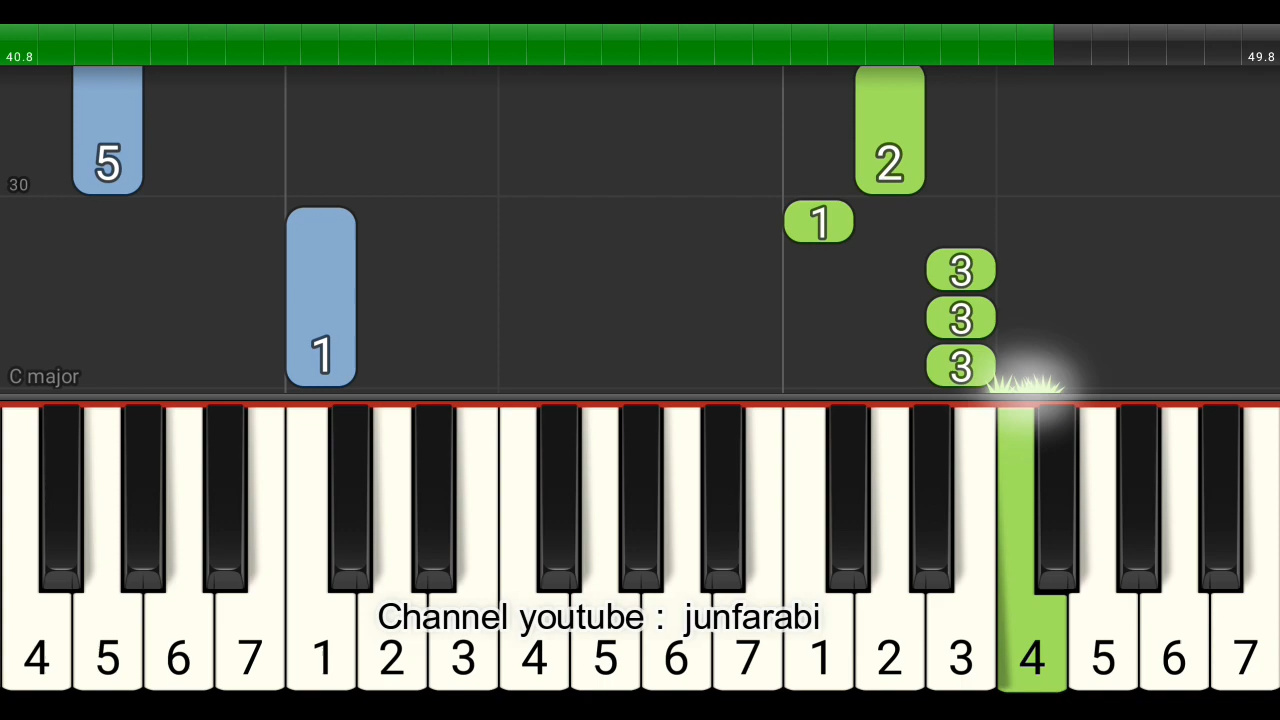 40.8 49.8
5 2
30
1
3
3
1 3
C major
Channel youtube : junfarabi
4 5 6 7 1 2 3 4 5 6 7 1 2 3 4 5 6 7